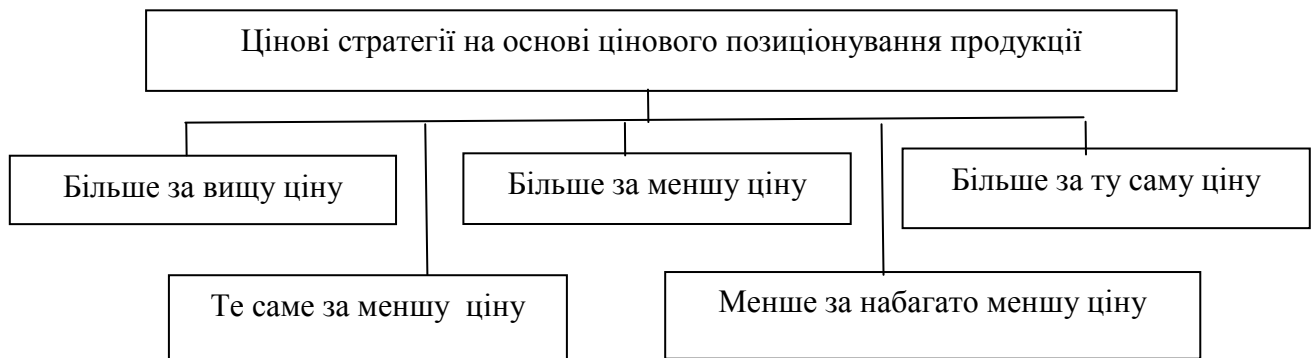 Цінові стратегії на основі цінового позиціонування продукції
Більше за вищу ціну
Більше за меншу ціну
Більше за ту саму ціну
Те саме за меншу ціну
Менше за набагато меншу ціну